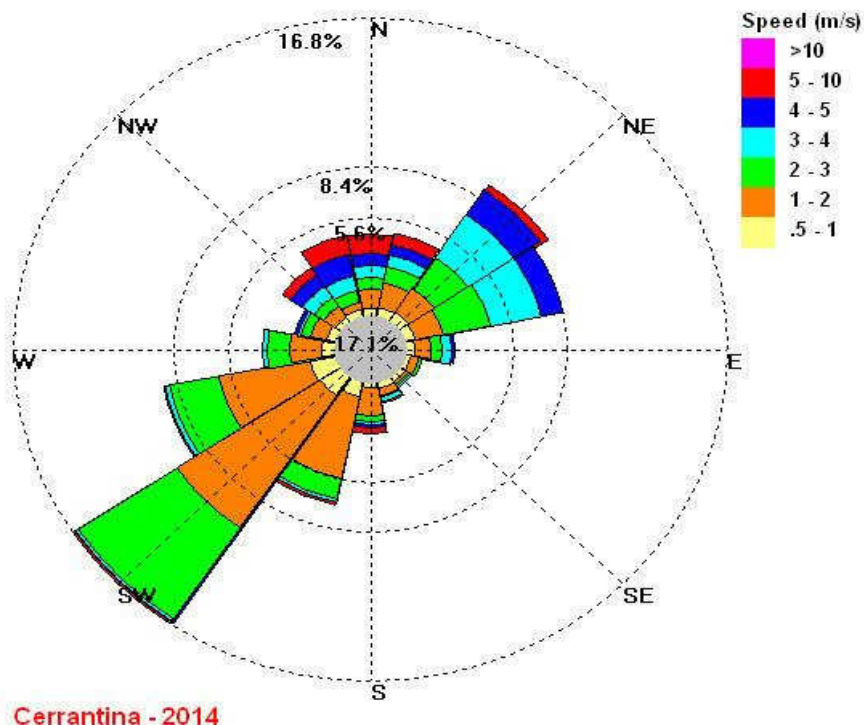 Speed (m/s)
>10
5 - 10
4 - 5
3 - 4
2 - 3
1 - 2
.5 - 1
16.8%
N
NW
NE
8.4%
5.6%
17.1%
W
E
SW
SE
S
Cerrantina - 2014